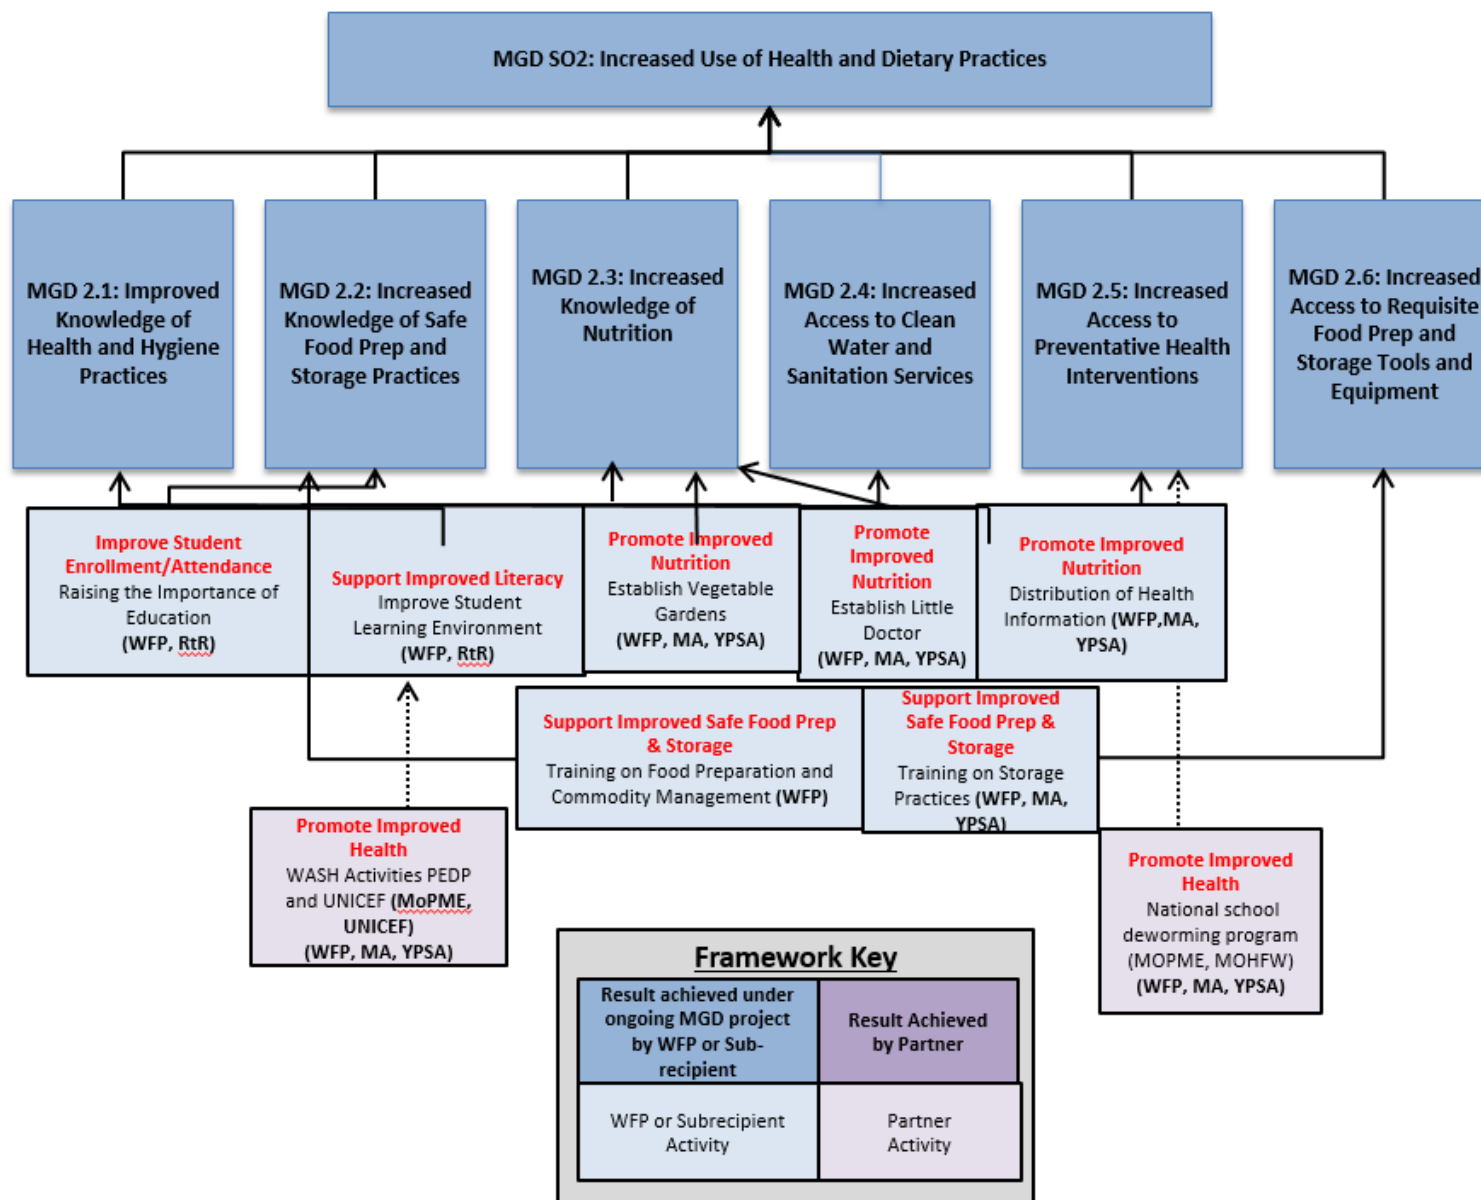 MGD SO2: Increased Use of Health and Dietary Practices
MGD 2.1: Improved
Knowledge of
Health and Hygiene
Practices
MGD 2.2: Increased
Knowledge of Safe
Food Prep and
Storage Practices
MGD 2.3: Increased
Knowledge of
Nutrition
MGD 2.4: Increased
Access to Clean
Water and
Sanitation Services
MGD 2.5: Increased
Access to
Preventative Health
Interventions
MGD 2.6: Increased
Access to Requisite
Food Prep and
Storage Tools and
Equipment
Improve Student
Enrollment/Attendance
Raising the Importance of
Education
(WFP, RtR)
Support Improved Literacy
Improve Student
Learning Environment
(WFP, RtR)
Promote Improved
Nutrition
Establish Vegetable
Gardens
(WFP, MA, YPSA)
Promote
Improved
Nutrition
Establish Little
Doctor
(WFP, MA, YPSA)
Promote Improved
Nutrition
Distribution of Health
Information (WFP,MA,
YPSA)
Support Improved Safe Food Prep
& Storage
Training on Food Preparation and
Commodity Management (WFP)
Support Improved
Safe Food Prep &
Storage
Training on Storage
Practices (WFP, MA,
YPSA)
Promote Improved
Health
WASH Activities PEDP
and UNICEF (MoPME,
UNICEF)
(WFP, MA, YPSA)
Promote Improved
Health
National school
deworming program
(MOPME, MOHFW)
(WFP, MA, YPSA)
Framework Key
Result achieved under
ongoing MGD project
by WFP or Sub-
recipient
Result Achieved
by Partner
WFP or Subrecipient
Activity
Partner
Activity